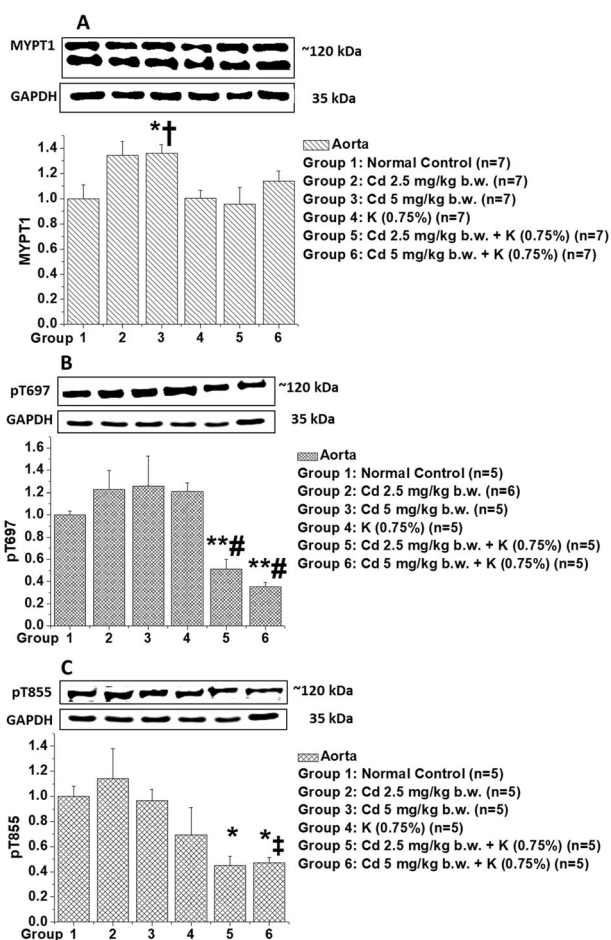 A
MYPT1
~120 kDa
GAPDH
35 kDa
MYPT1
1.4
1.2
1.0
0.8
0.6
0.4
0.2
0.0
*†
Group 1 2 3 4 5 6
Aorta
Group 1: Normal Control (n=7)
Group 2: Cd 2.5 mg/kg b.w. (n=7)
Group 3: Cd 5 mg/kg b.w. (n=7)
Group 4: K (0.75%) (n=7)
Group 5: Cd 2.5 mg/kg b.w. + K (0.75%) (n=7)
Group 6: Cd 5 mg/kg b.w. + K (0.75%) (n=7)
B
pT697
~120 kDa
GAPDH
35 kDa
pT697
1.6
1.4
1.2
1.0
0.8
0.6
0.4
0.2
0.0
**#
**#
Group 1 2 3 4 5 6
Aorta
Group 1: Normal Control (n=5)
Group 2: Cd 2.5 mg/kg b.w. (n=6)
Group 3: Cd 5 mg/kg b.w. (n=5)
Group 4: K (0.75%) (n=5)
Group 5: Cd 2.5 mg/kg b.w. + K (0.75%) (n=5)
Group 6: Cd 5 mg/kg b.w. + K (0.75%) (n=5)
C
pT855
~120 kDa
GAPDH
35 kDa
pT855
1.4
1.2
1.0
0.8
0.6
0.4
0.2
0.0
*
*‡
Group 1 2 3 4 5 6
Aorta
Group 1: Normal Control (n=5)
Group 2: Cd 2.5 mg/kg b.w. (n=5)
Group 3: Cd 5 mg/kg b.w. (n=5)
Group 4: K (0.75%) (n=5)
Group 5: Cd 2.5 mg/kg b.w. + K (0.75%) (n=5)
Group 6: Cd 5 mg/kg b.w. + K (0.75%) (n=5)